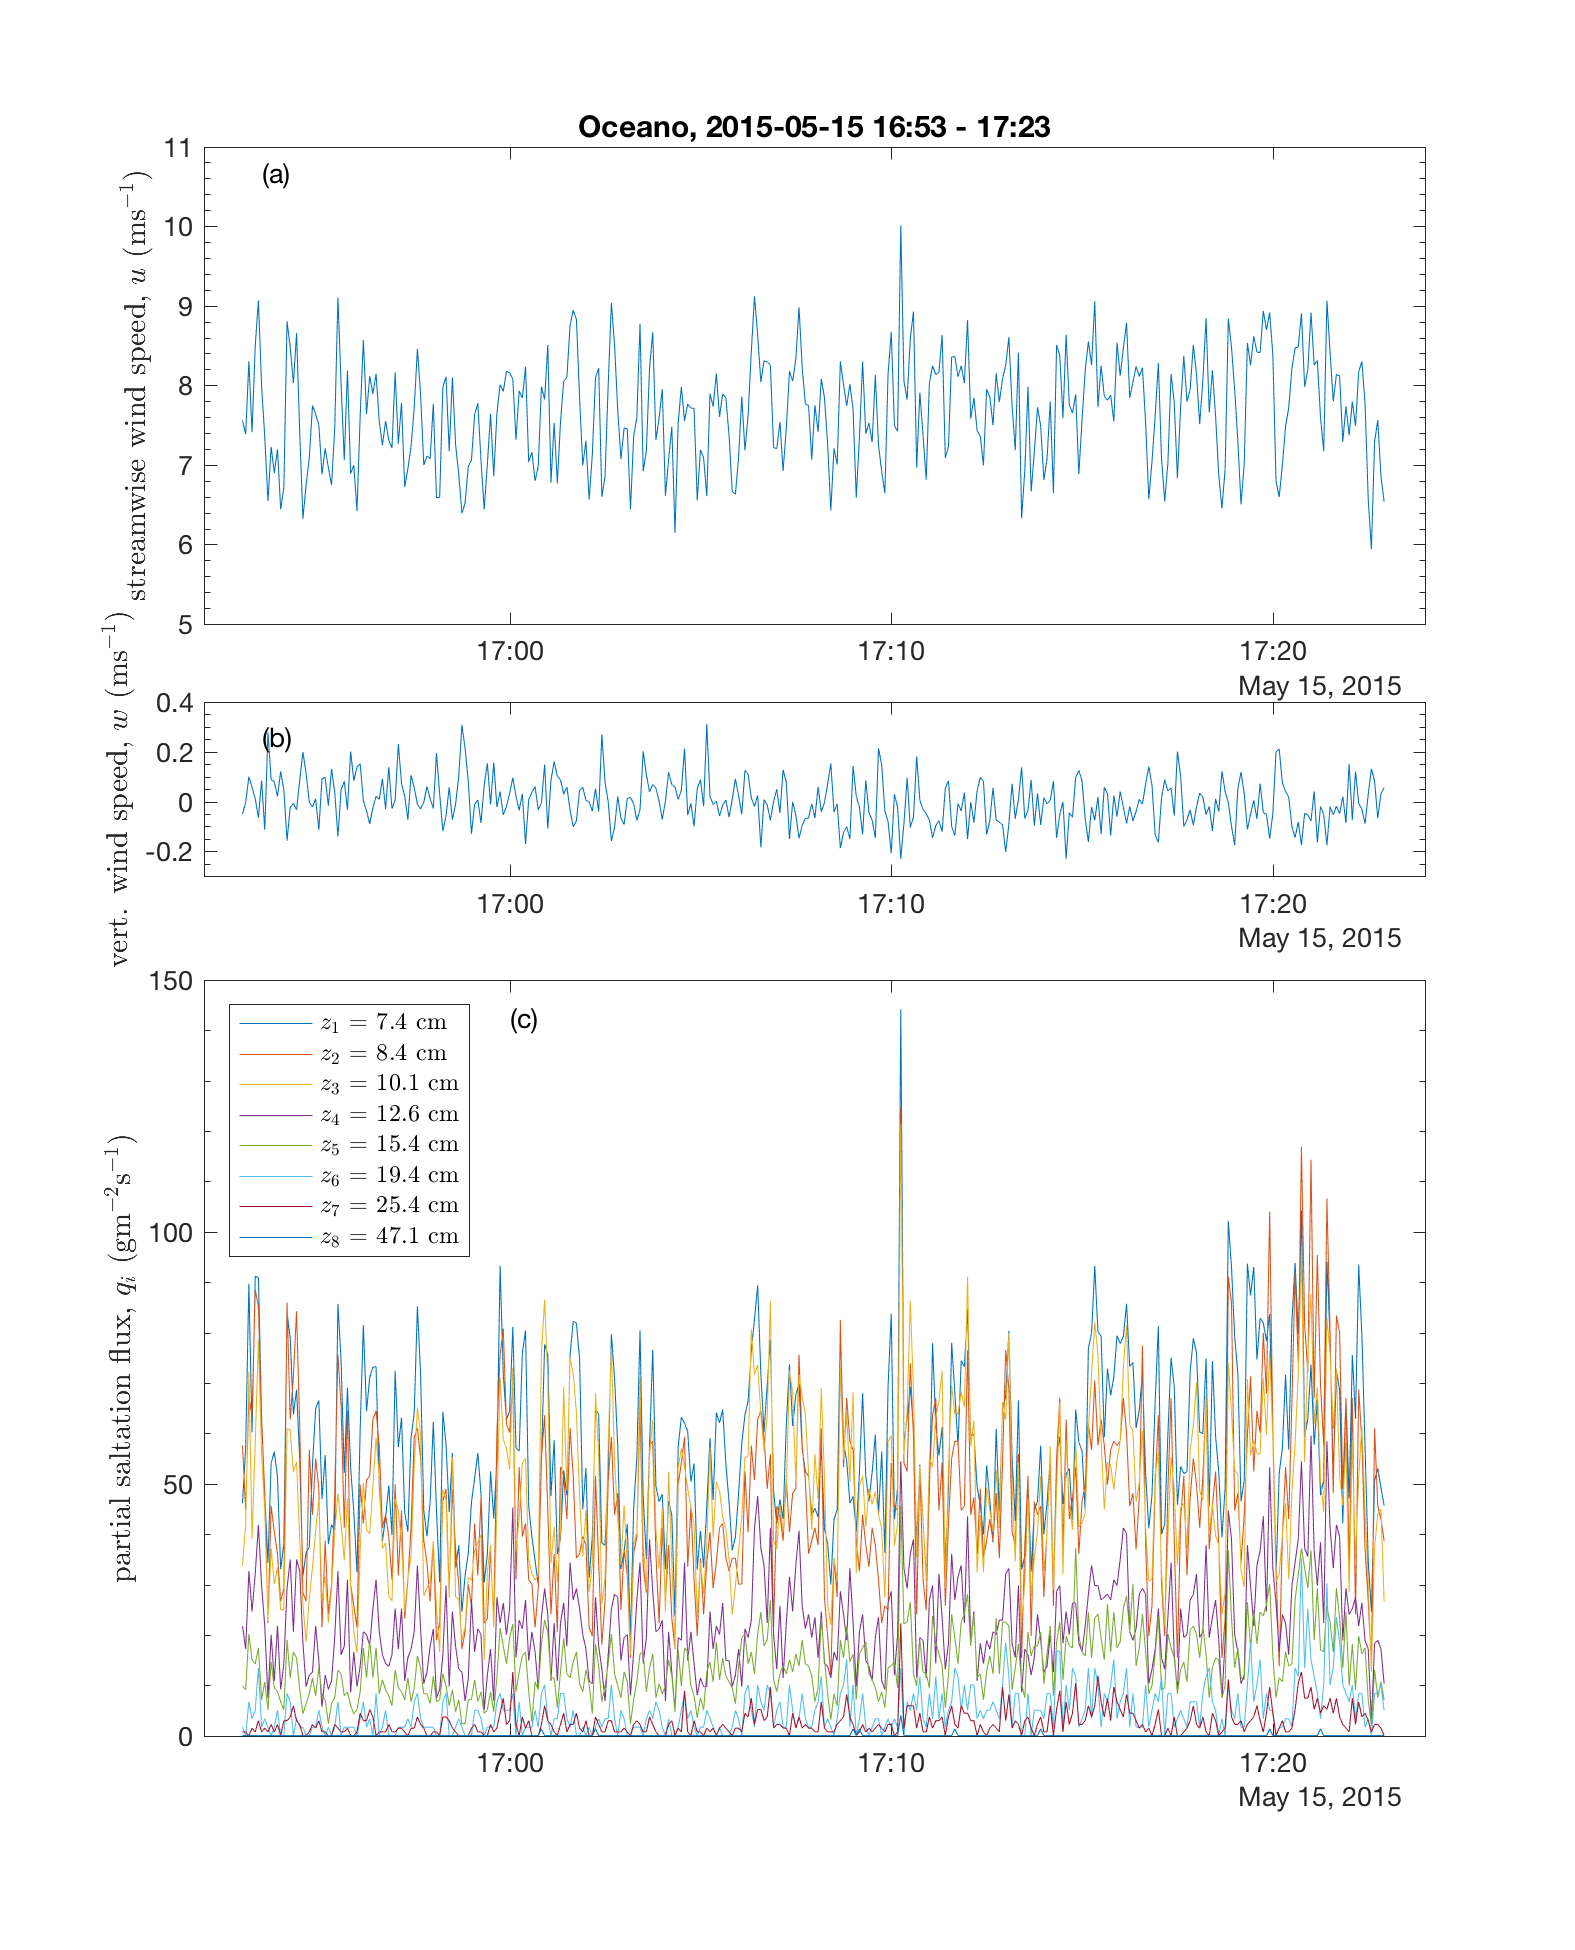 Oceano, 2015-05-15 16:53 - 17:23
(a)
streamwise wind speed, u (ms⁻¹)
11
10
9
8
7
6
5
17:00 17:10 17:20
May 15, 2015
(b)
vert. wind speed, w (ms⁻¹)
0.4
0.2
0
-0.2
17:00 17:10 17:20
May 15, 2015
(c)
partial saltation flux, qᵢ (gm⁻²s⁻¹)
150
100
50
0
z₁ = 7.4 cm
z₂ = 8.4 cm
z₃ = 10.1 cm
z₄ = 12.6 cm
z₅ = 15.4 cm
z₆ = 19.4 cm
z₇ = 25.4 cm
z₈ = 47.1 cm
17:00 17:10 17:20
May 15, 2015